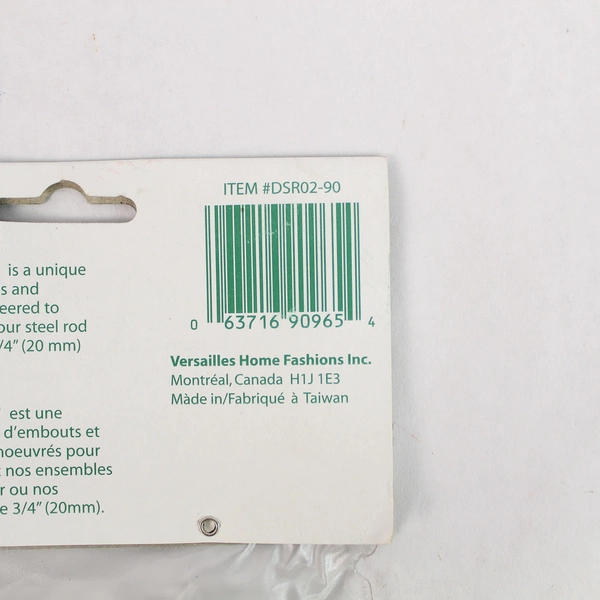 ITEM #DSR02-90
0 63716 90965 4
Versailles Home Fashions Inc.
Montréal, Canada H1J 1E3
Màde in/Fabriqué à Taiwan
is a unique
s and
eered to
our steel rod
/4" (20 mm)
est une
d'embouts et
noeuvrés pour
nos ensembles
r ou nos
e 3/4" (20mm).